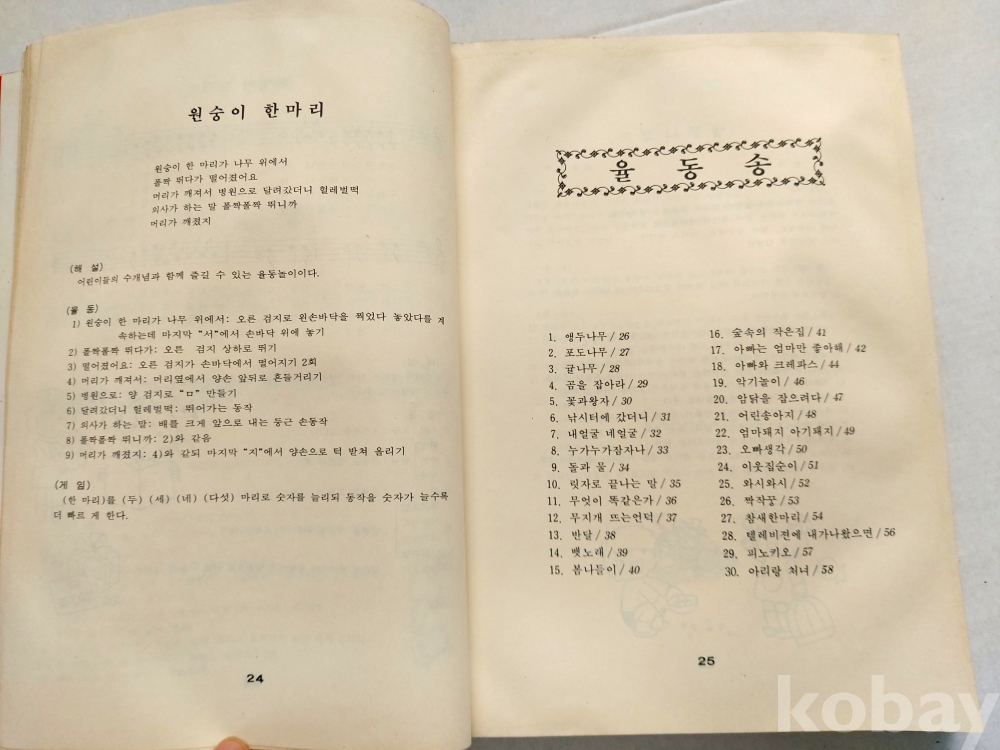 원숭이 한마리
원숭이 한 마리가 나무 위에서
폴짝 뛰다가 떨어졌어요
머리가 깨져서 병원으로 달려갔더니 헐레벌떡
의사가 하는 말 폴짝폴짝 뛰니까
머리가 깨졌지
(해 설)
어린이들의 수개념과 함께 즐길 수 있는 율동놀이이다.
(율 동)
1) 원숭이 한 마리가 나무 위에서: 오른 검지로 왼손바닥을 찍었다 놓았다를 계
속하는데 마지막 "서"에서 손바닥 위에 놓기
2) 폴짝폴짝 뛰다가: 오른 검지 상하로 뛰기
3) 떨어졌어요: 오른 검지가 손바닥에서 떨어지기 2회
4) 머리가 깨져서: 머리옆에서 양손 앞뒤로 흔들거리기
5) 병원으로: 양 검지로 "ㅁ" 만들기
6) 달려갔더니 헐레벌떡: 뛰어가는 동작
7) 의사가 하는 말: 배를 크게 앞으로 내는 둥근 손동작
8) 폴짝폴짝 뛰니까: 2)와 같음
9) 머리가 깨졌지: 4)와 같되 마지막 "지"에서 양손으로 턱 받쳐 올리기
(게 임)
(한 마리)를 (두) (세) (네) (다섯) 마리로 숫자를 늘리되 동작을 숫자가 늘수록
더 빠르 게 한다.
24
율 동 송
1. 앵두나무 / 26
2. 포도나무 / 27
3. 귤나무 / 28
4. 곰을 잡아라 / 29
5. 꽃과왕자 / 30
6. 낚시터에 갔더니 / 31
7. 내얼굴 네얼굴 / 32
8. 누가누가잠자나 / 33
9. 돌과 물 / 34
10. 릿자로 끝나는 말 / 35
11. 무엇이 똑같은가 / 36
12. 무지개 뜨는언덕 / 37
13. 반달 / 38
14. 뱃노래 / 39
15. 봄나들이 / 40
16. 숲속의 작은집 / 41
17. 아빠는 엄마만 좋아해 / 42
18. 아빠와 크레파스 / 44
19. 악기놀이 / 46
20. 암닭을 잡으려다 / 47
21. 어린송아지 / 48
22. 엄마돼지 아기돼지 / 49
23. 오빠생각 / 50
24. 이웃집순이 / 51
25. 와시와시 / 52
26. 짝작꿍 / 53
27. 참새한마리 / 54
28. 텔레비젼에 내가나왔으면 / 56
29. 피노키오 / 57
30. 아리랑 처녀 / 58
25
kobay